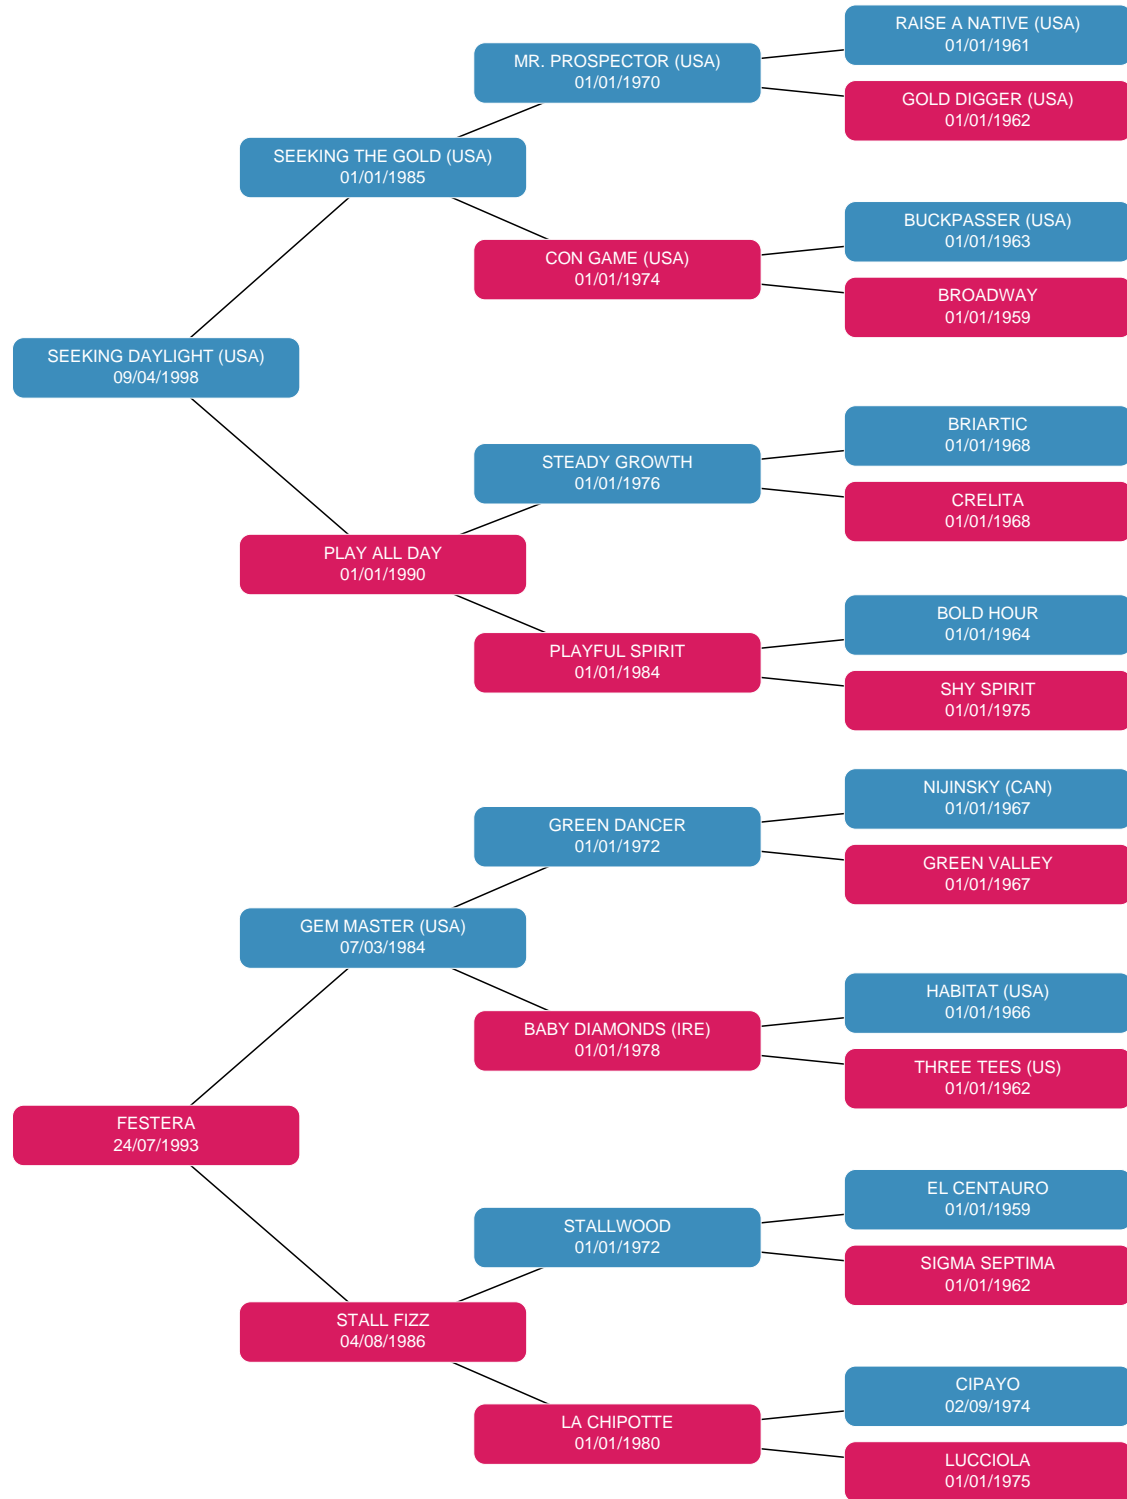 RAISE A NATIVE (USA)
01/01/1961
MR. PROSPECTOR (USA)
01/01/1970
GOLD DIGGER (USA)
01/01/1962
SEEKING THE GOLD (USA)
01/01/1985
BUCKPASSER (USA)
01/01/1963
CON GAME (USA)
01/01/1974
BROADWAY
01/01/1959
SEEKING DAYLIGHT (USA)
09/04/1998
BRIARTIC
01/01/1968
STEADY GROWTH
01/01/1976
CRELITA
01/01/1968
PLAY ALL DAY
01/01/1990
BOLD HOUR
01/01/1964
PLAYFUL SPIRIT
01/01/1984
SHY SPIRIT
01/01/1975
NIJINSKY (CAN)
01/01/1967
GREEN DANCER
01/01/1972
GREEN VALLEY
01/01/1967
GEM MASTER (USA)
07/03/1984
HABITAT (USA)
01/01/1966
BABY DIAMONDS (IRE)
01/01/1978
THREE TEES (US)
01/01/1962
FESTERA
24/07/1993
EL CENTAURO
01/01/1959
STALLWOOD
01/01/1972
SIGMA SEPTIMA
01/01/1962
STALL FIZZ
04/08/1986
CIPAYO
02/09/1974
LA CHIPOTTE
01/01/1980
LUCCIOLA
01/01/1975